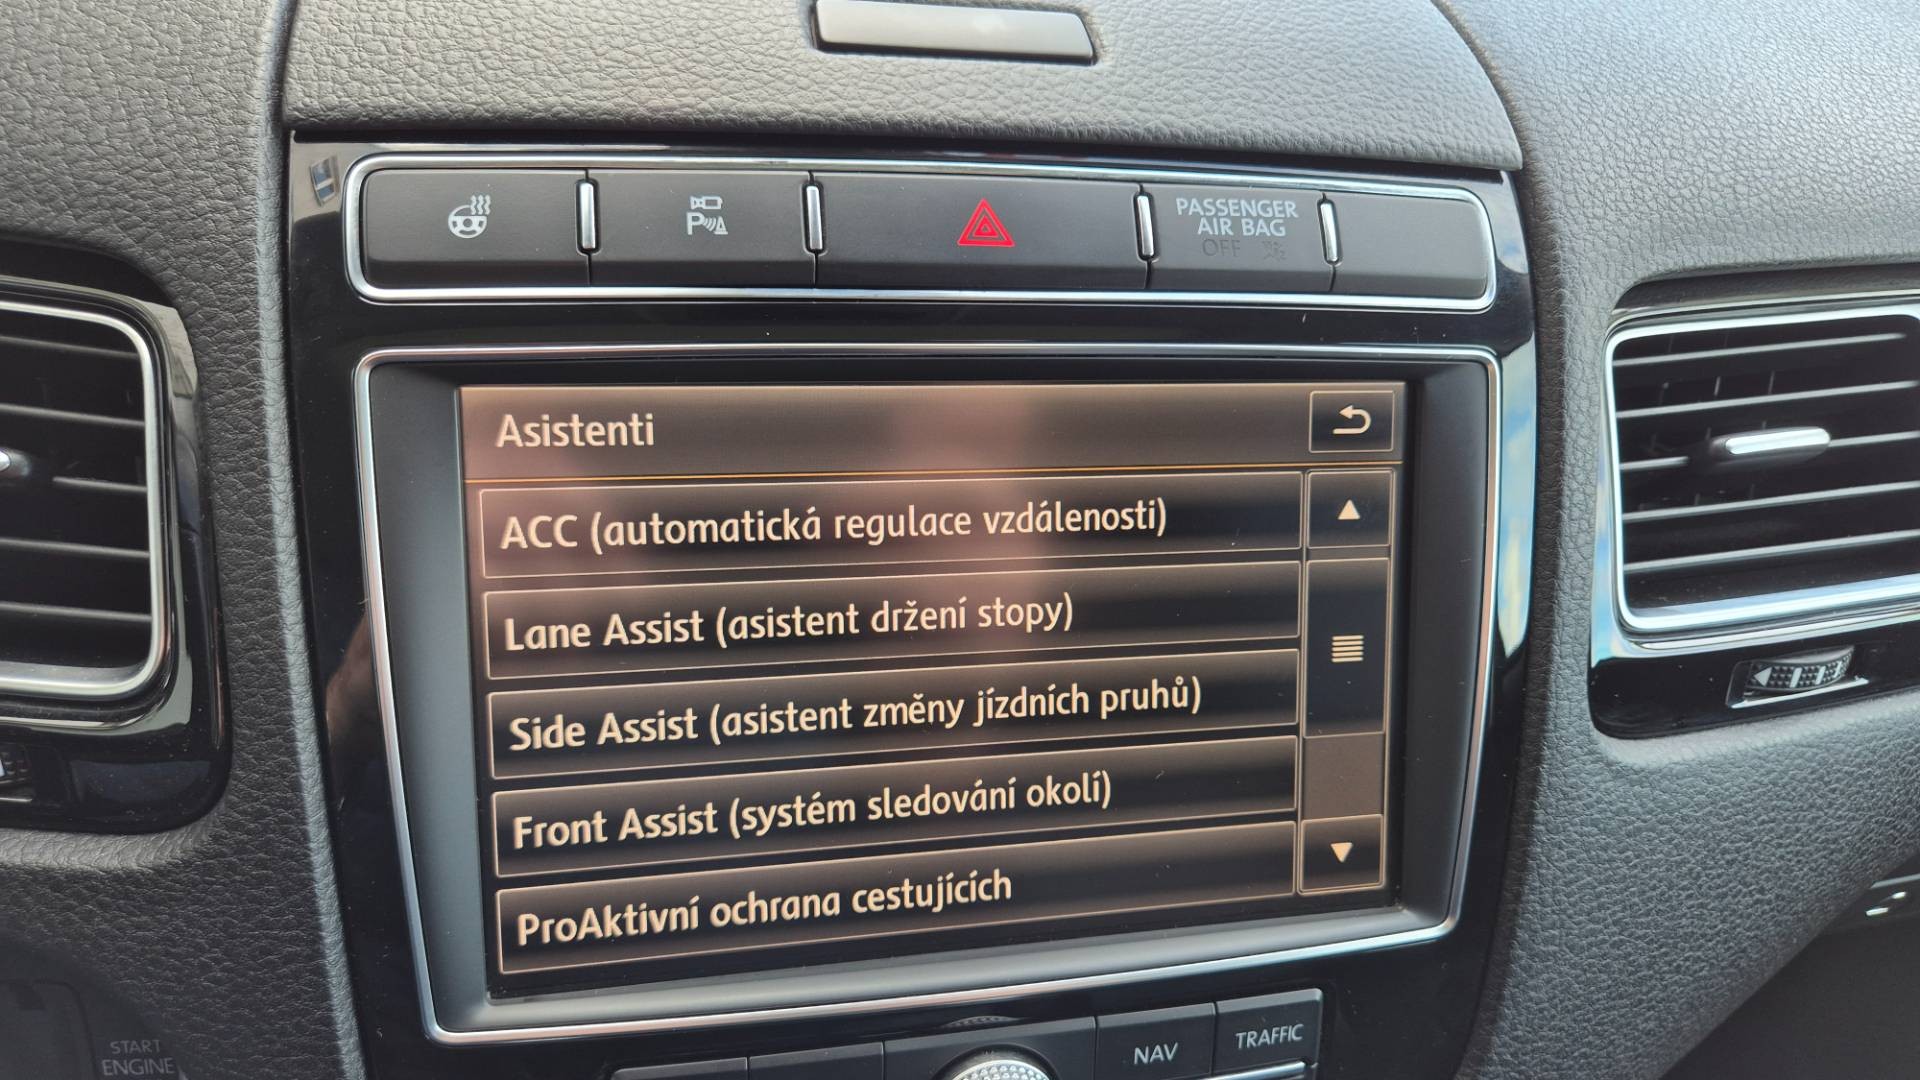 P
PASSENGER
AIR BAG
OFF
Asistenti
ACC (automatická regulace vzdálenosti)
Lane Assist (asistent držení stopy)
Side Assist (asistent změny jízdních pruhů)
Front Assist (systém sledování okolí)
ProAktivní ochrana cestujících
START
ENGINE
NAV
TRAFFIC